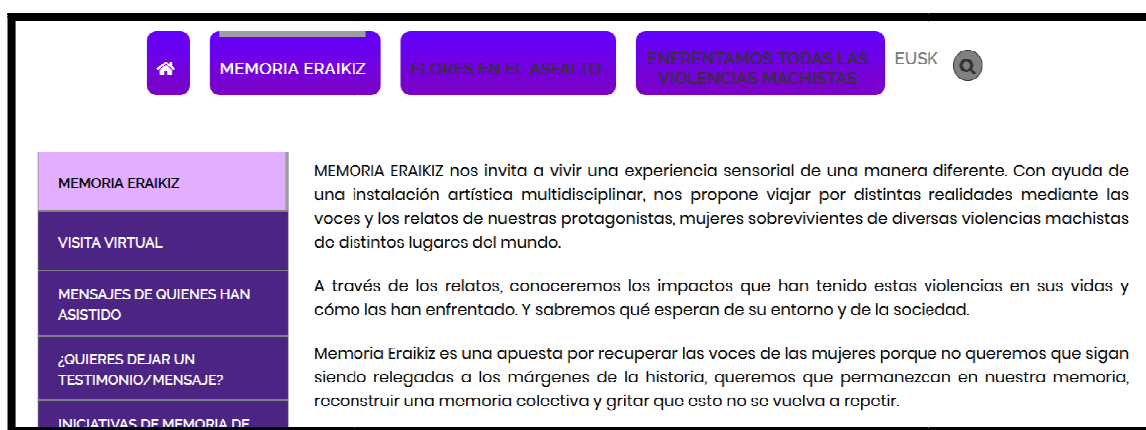 MEMORIA ERAIKIZ
FLORES EN EL ASFALTO
ENFRENTAMOS TODAS LAS
VIOLENCIAS MACHISTAS
EUSK
MEMORIA ERAIKIZ
VISITA VIRTUAL
MENSAJES DE QUIENES HAN
ASISTIDO
¿QUIERES DEJAR UN
TESTIMONIO/MENSAJE?
INICIATIVAS DE MEMORIA DE
MEMORIA ERAIKIZ nos invita a vivir una experiencia sensorial de una manera diferente. Con ayuda de
una instalación artística multidisciplinar, nos propone viajar por distintas realidades mediante las
voces y los relatos de nuestras protagonistas, mujeres sobrevivientes de diversas violencias machistas
de distintos lugares del mundo.
A través de los relatos, conoceremos los impactos que han tenido estas violencias en sus vidas y
cómo las han enfrentado. Y sabremos qué esperan de su entorno y de la sociedad.
Memoria Eraikiz es una apuesta por recuperar las voces de las mujeres porque no queremos que sigan
siendo relegadas a los márgenes de la historia, queremos que permanezcan en nuestra memoria,
reconstruir una memoria colectiva y gritar que esto no se vuelva a repetir.